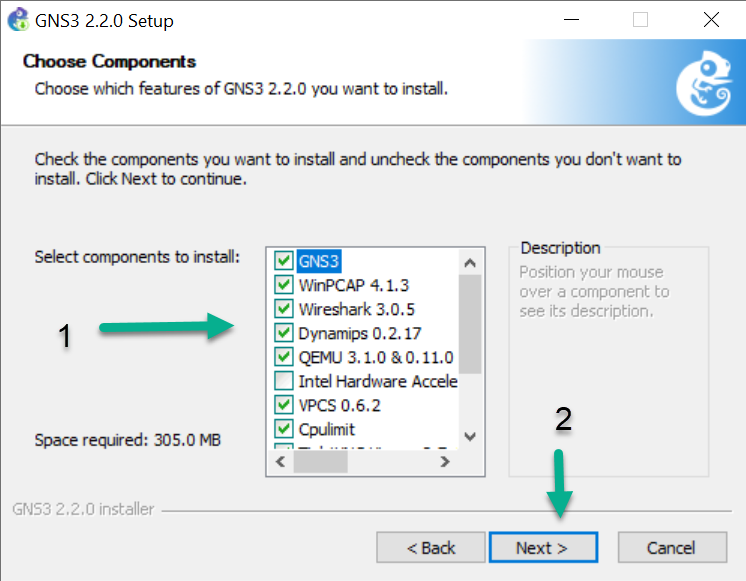 GNS3 2.2.0 Setup
Choose Components
Choose which features of GNS3 2.2.0 you want to install.
Check the components you want to install and uncheck the components you don't want to
install. Click Next to continue.
Select components to install:
GNS3
WinPCAP 4.1.3
Wireshark 3.0.5
Dynamips 0.2.17
QEMU 3.1.0 & 0.11.0
Intel Hardware Accele
VPCS 0.6.2
Cpulimit
Description
Position your mouse
over a component to
see its description.
1
2
Space required: 305.0 MB
GNS3 2.2.0 installer
< Back
Next >
Cancel